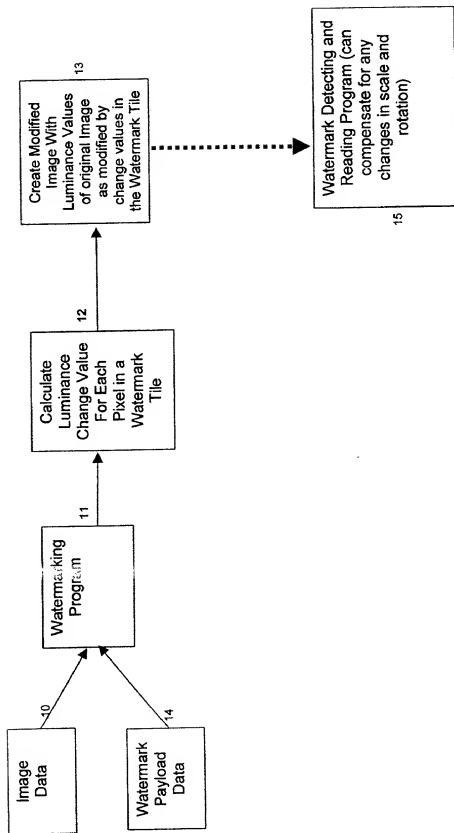 Image
Data
10
Watermark
Payload
Data
14
Watermarking
Program
11
Calculate
Luminance
Change Value
For Each
Pixel in a
Watermark
Tile
12
Create Modified
Image With
Luminance Values
of original Image
as modified by
change values in
the Watermark Tile
13
Watermark Detecting and
Reading Program (can
compensate for any
changes in scale and
rotation)
15